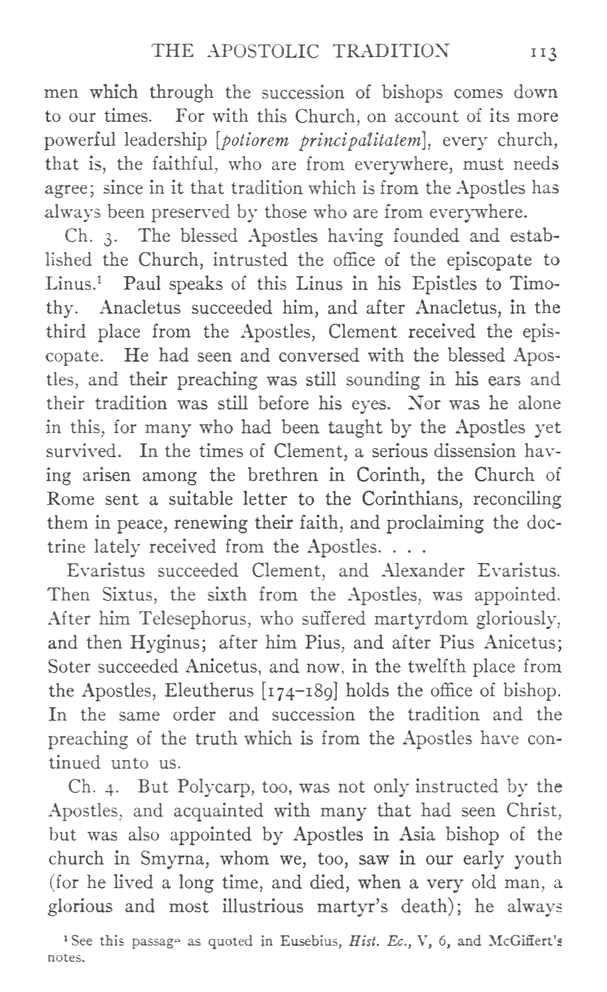 THE APOSTOLIC TRADITION 113
men which through the succession of bishops comes down
to our times. For with this Church, on account of its more
powerful leadership [potiorem principalitatem], every church,
that is, the faithful, who are from everywhere, must needs
agree; since in it that tradition which is from the Apostles has
always been preserved by those who are from everywhere.
Ch. 3. The blessed Apostles having founded and estab-
lished the Church, intrusted the office of the episcopate to
Linus.¹ Paul speaks of this Linus in his Epistles to Timo-
thy. Anacletus succeeded him, and after Anacletus, in the
third place from the Apostles, Clement received the epis-
copate. He had seen and conversed with the blessed Apos-
tles, and their preaching was still sounding in his ears and
their tradition was still before his eyes. Nor was he alone
in this, for many who had been taught by the Apostles yet
survived. In the times of Clement, a serious dissension hav-
ing arisen among the brethren in Corinth, the Church of
Rome sent a suitable letter to the Corinthians, reconciling
them in peace, renewing their faith, and proclaiming the doc-
trine lately received from the Apostles. . . .
Evaristus succeeded Clement, and Alexander Evaristus.
Then Sixtus, the sixth from the Apostles, was appointed.
After him Telesephorus, who suffered martyrdom gloriously,
and then Hyginus; after him Pius, and after Pius Anicetus;
Soter succeeded Anicetus, and now, in the twelfth place from
the Apostles, Eleutherus [174–189] holds the office of bishop.
In the same order and succession the tradition and the
preaching of the truth which is from the Apostles have con-
tinued unto us.
Ch. 4. But Polycarp, too, was not only instructed by the
Apostles, and acquainted with many that had seen Christ,
but was also appointed by Apostles in Asia bishop of the
church in Smyrna, whom we, too, saw in our early youth
(for he lived a long time, and died, when a very old man, a
glorious and most illustrious martyr's death); he always
¹ See this passage as quoted in Eusebius, Hist. Ec., V, 6, and McGiffert's
notes.